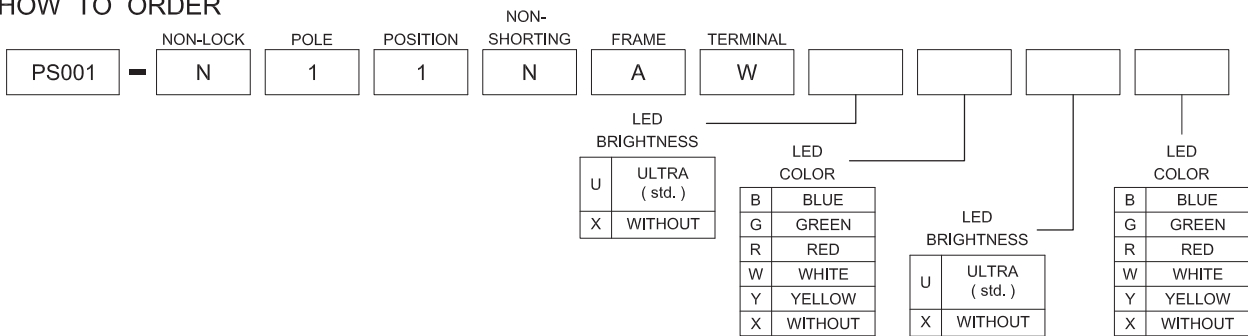 HOW TO ORDER
NON-LOCK POLE POSITION NON-SHORTING FRAME TERMINAL
PS001 - N 1 1 N A W
LED BRIGHTNESS
U ULTRA ( std. )
X WITHOUT
LED COLOR
B BLUE
G GREEN
R RED
W WHITE
Y YELLOW
X WITHOUT
LED BRIGHTNESS
U ULTRA ( std. )
X WITHOUT
LED COLOR
B BLUE
G GREEN
R RED
W WHITE
Y YELLOW
X WITHOUT